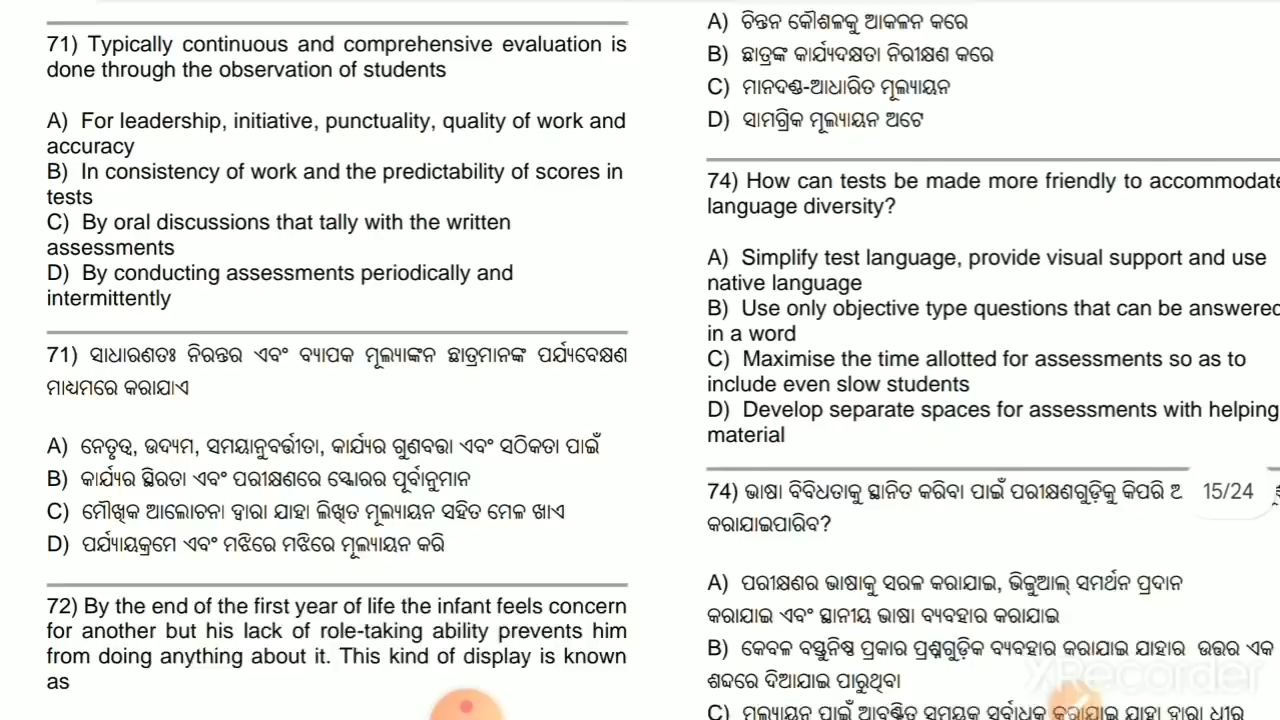 71) Typically continuous and comprehensive evaluation is
done through the observation of students
A) For leadership, initiative, punctuality, quality of work and
accuracy
B) In consistency of work and the predictability of scores in
tests
C) By oral discussions that tally with the written
assessments
D) By conducting assessments periodically and
intermittently
71) ସାଧାରଣତଃ ନିରନ୍ତର ଏବଂ ବ୍ୟାପକ ମୂଲ୍ୟାଙ୍କନ ଛାତ୍ରମାନଙ୍କ ପର୍ଯ୍ୟବେକ୍ଷଣ
ମାଧ୍ୟମରେ କରାଯାଏ
A) ନେତୃତ୍ୱ, ଉଦ୍ୟମ, ସମୟାନୁବର୍ତ୍ତୀତା, କାର୍ଯ୍ୟର ଗୁଣବତ୍ତା ଏବଂ ସଠିକତା ପାଇଁ
B) କାର୍ଯ୍ୟର ସ୍ଥିରତା ଏବଂ ପରୀକ୍ଷଣରେ ସ୍କୋରର ପୂର୍ବାନୁମାନ
C) ମୌଖିକ ଆଲୋଚନା ଦ୍ୱାରା ଯାହା ଲିଖିତ ମୂଲ୍ୟାୟନ ସହିତ ମେଳ ଖାଏ
D) ପର୍ଯ୍ୟାୟକ୍ରମେ ଏବଂ ମଝିରେ ମଝିରେ ମୂଲ୍ୟାୟନ କରି
72) By the end of the first year of life the infant feels concern
for another but his lack of role-taking ability prevents him
from doing anything about it. This kind of display is known
as
A) ଚିନ୍ତନ କୌଶଳକୁ ଆକଳନ କରେ
B) ଛାତ୍ରଙ୍କ କାର୍ଯ୍ୟଦକ୍ଷତା ନିରୀକ୍ଷଣ କରେ
C) ମାନଦଣ୍ଡ-ଆଧାରିତ ମୂଲ୍ୟାୟନ
D) ସାମଗ୍ରିକ ମୂଲ୍ୟାୟନ ଅଟେ
74) How can tests be made more friendly to accommodate
language diversity?
A) Simplify test language, provide visual support and use
native language
B) Use only objective type questions that can be answered
in a word
C) Maximise the time allotted for assessments so as to
include even slow students
D) Develop separate spaces for assessments with helping
material
74) ଭାଷା ବିବିଧତାକୁ ସ୍ଥାନିତ କରିବା ପାଇଁ ପରୀକ୍ଷଣଗୁଡ଼ିକୁ କିପରି 15/24
କରାଯାଇପାରିବ?
A) ପରୀକ୍ଷଣର ଭାଷାକୁ ସରଳ କରାଯାଇ, ଭିଜୁଆଲ୍ ସମର୍ଥନ ପ୍ରଦାନ
କରାଯାଇ ଏବଂ ସ୍ଥାନୀୟ ଭାଷା ବ୍ୟବହାର କରାଯାଇ
B) କେବଳ ବସ୍ତୁନିଷ୍ଠ ପ୍ରକାର ପ୍ରଶ୍ନଗୁଡ଼ିକ ବ୍ୟବହାର କରାଯାଇ ଯାହାର ଉତ୍ତର ଏକ
ଶବ୍ଦରେ ଦିଆଯାଇ ପାରୁଥିବା
XRecorder
C) ମୂଲ୍ୟାୟନ ପାଇଁ ଆବଣ୍ଟିତ ସମୟକୁ ସର୍ବାଧିକ କରାଯାଇ ଯାହା ଦ୍ୱାରା ଧୀର